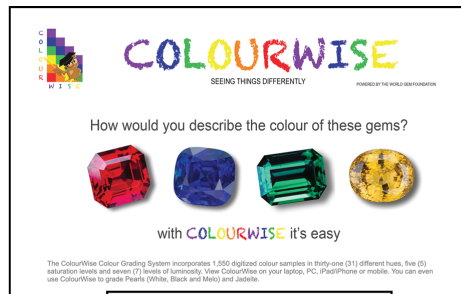 C
O
L
O
U
R
W I S E
COLOURWISE
SEEING THINGS DIFFERENTLY
POWERED BY THE WORLD GEM FOUNDATION
How would you describe the colour of these gems?
with COLOURWISE it's easy
The ColourWise Colour Grading System incorporates 1,550 digitized colour samples in thirty-one (31) different hues, five (5)
saturation levels and seven (7) levels of luminosity. View ColourWise on your laptop, PC, iPad/iPhone or mobile. You can even
use ColourWise to grade Pearls (White, Black and Melo) and Jadeite.